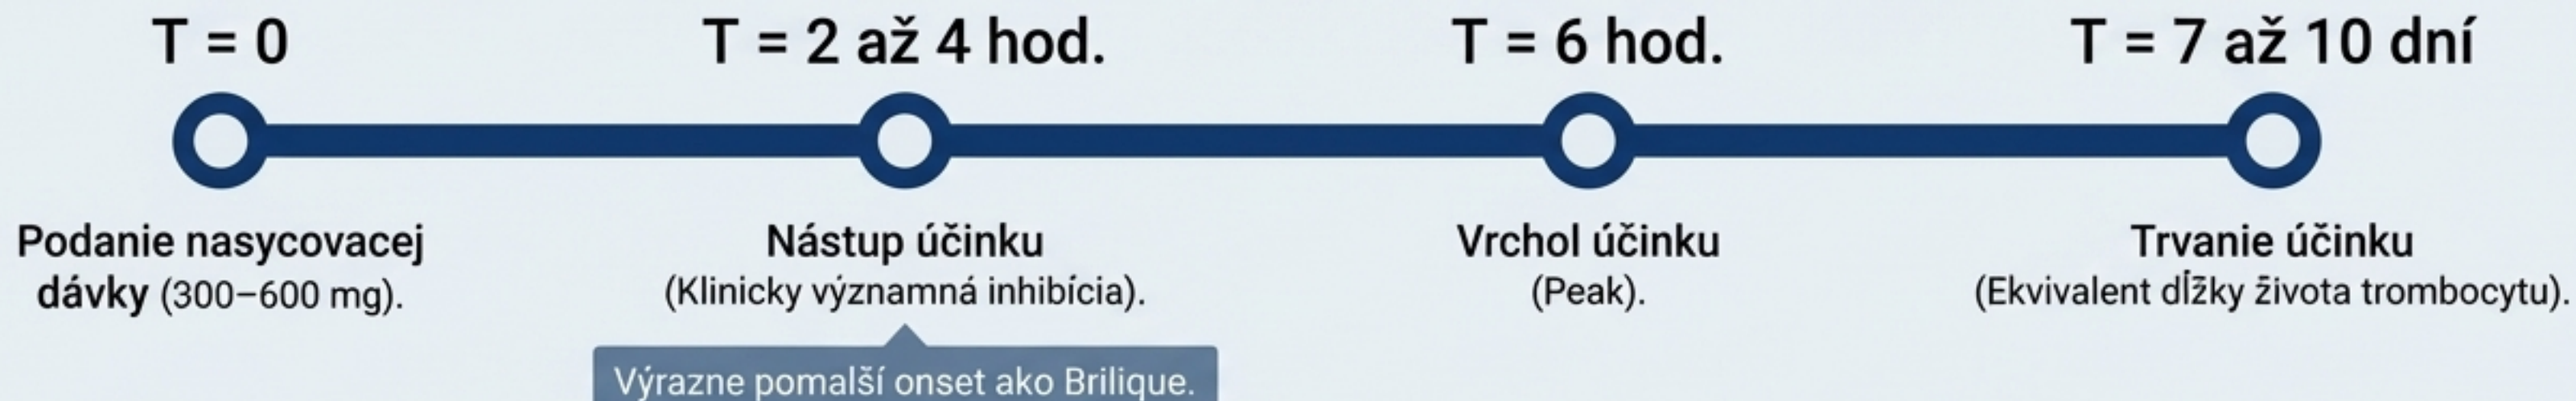 T = 0
Podanie nasycovacej
dávky (300–600 mg).
T = 2 až 4 hod.
Nástup účinku
(Klinicky významná inhibícia).
Výrazne pomalší onset ako Brilique.
T = 6 hod.
Vrchol účinku
(Peak).
T = 7 až 10 dní
Trvanie účinku
(Ekvivalent dĺžky života trombocytu).